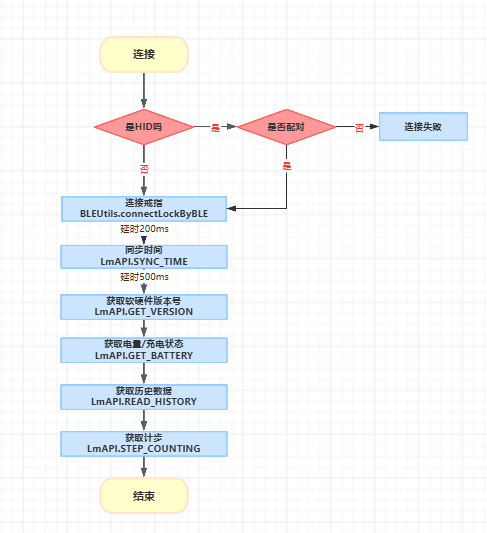 连接
是HID吗
是
是否配对
否
连接失败
否
是
连接戒指
BLEUtils.connectLockByBLE
延时200ms
同步时间
LmAPI.SYNC_TIME
延时500ms
获取软硬件版本号
LmAPI.GET_VERSION
获取电量/充电状态
LmAPI.GET_BATTERY
获取历史数据
LmAPI.READ_HISTORY
获取计步
LmAPI.STEP_COUNTING
结束